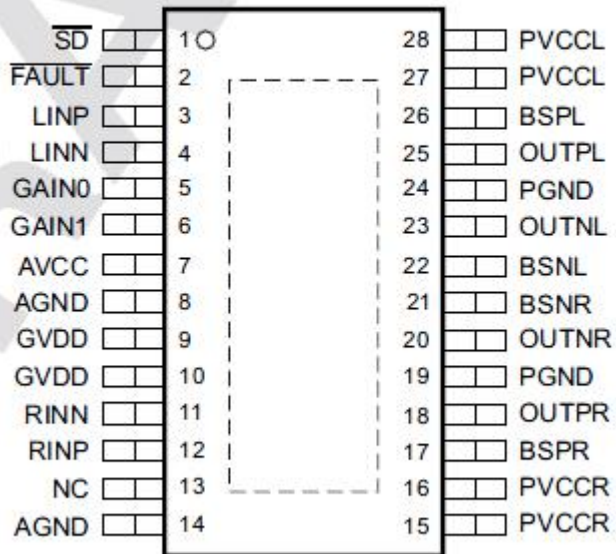 SD 1 28 PVCCL
FAULT 2 27 PVCCL
LINP 3 26 BSPL
LINN 4 25 OUTPL
GAIN0 5 24 PGND
GAIN1 6 23 OUTNL
AVCC 7 22 BSNL
AGND 8 21 BSNR
GVDD 9 20 OUTNR
GVDD 10 19 PGND
RINN 11 18 OUTPR
RINP 12 17 BSPR
NC 13 16 PVCCR
AGND 14 15 PVCCR